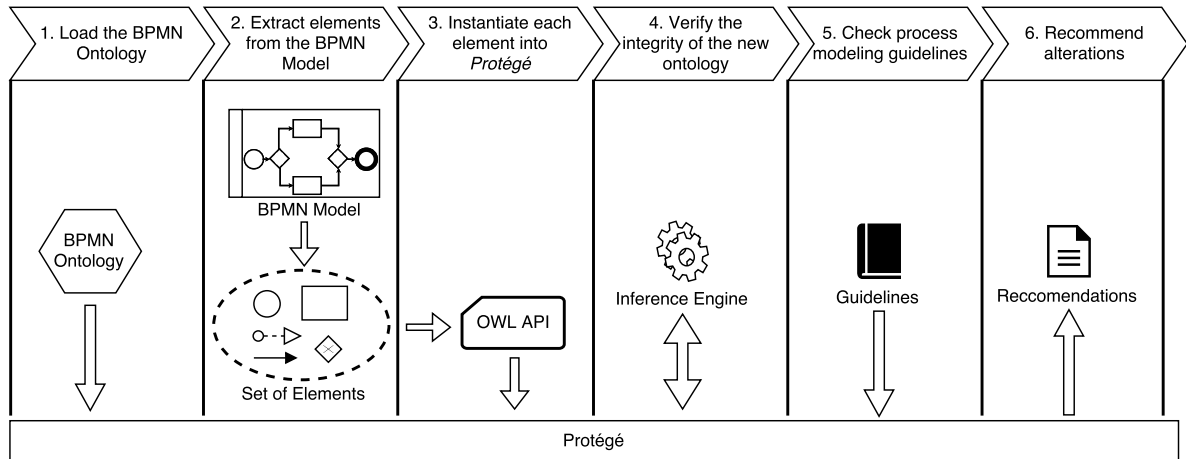 1. Load the BPMN
Ontology
2. Extract elements
from the BPMN
Model
3. Instantiate each
element into
Protégé
4. Verify the
integrity of the new
ontology
5. Check process
modeling guidelines
6. Recommend
alterations
BPMN Model
BPMN
Ontology
Set of Elements
OWL API
Inference Engine
Guidelines
Reccomendations
Protégé